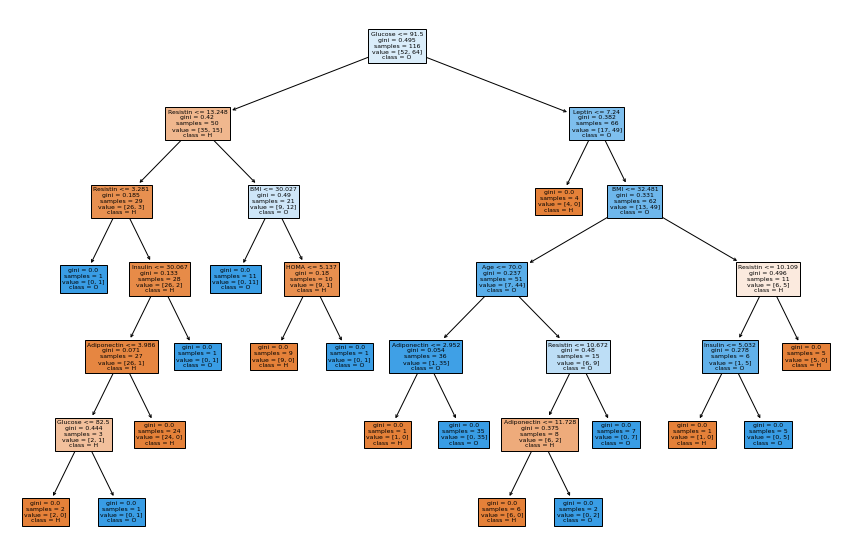 Glucose <= 91.5
gini = 0.495
samples = 116
value = [52, 64]
class = O
Resistin <= 13.248
gini = 0.42
samples = 50
value = [35, 15]
class = H
Leptin <= 7.24
gini = 0.382
samples = 66
value = [17, 49]
class = O
Resistin <= 3.281
gini = 0.185
samples = 29
value = [26, 3]
class = H
BMI <= 30.027
gini = 0.49
samples = 21
value = [9, 12]
class = O
gini = 0.0
samples = 4
value = [4, 0]
class = H
BMI <= 32.481
gini = 0.331
samples = 62
value = [13, 49]
class = O
gini = 0.0
samples = 1
value = [0, 1]
class = O
Insulin <= 30.067
gini = 0.133
samples = 28
value = [26, 2]
class = H
gini = 0.0
samples = 11
value = [0, 11]
class = O
HOMA <= 5.137
gini = 0.18
samples = 10
value = [9, 1]
class = H
Age <= 70.0
gini = 0.237
samples = 51
value = [7, 44]
class = O
Resistin <= 10.109
gini = 0.496
samples = 11
value = [6, 5]
class = H
Adiponectin <= 3.986
gini = 0.071
samples = 27
value = [26, 1]
class = H
gini = 0.0
samples = 1
value = [0, 1]
class = O
gini = 0.0
samples = 9
value = [9, 0]
class = H
gini = 0.0
samples = 1
value = [0, 1]
class = O
Adiponectin <= 2.952
gini = 0.054
samples = 36
value = [1, 35]
class = O
Resistin <= 10.672
gini = 0.48
samples = 15
value = [6, 9]
class = O
Insulin <= 5.032
gini = 0.278
samples = 6
value = [1, 5]
class = O
gini = 0.0
samples = 5
value = [5, 0]
class = H
Glucose <= 82.5
gini = 0.444
samples = 3
value = [2, 1]
class = H
gini = 0.0
samples = 24
value = [24, 0]
class = H
gini = 0.0
samples = 1
value = [1, 0]
class = H
gini = 0.0
samples = 35
value = [0, 35]
class = O
Adiponectin <= 11.728
gini = 0.375
samples = 8
value = [6, 2]
class = H
gini = 0.0
samples = 7
value = [0, 7]
class = O
gini = 0.0
samples = 1
value = [1, 0]
class = H
gini = 0.0
samples = 5
value = [0, 5]
class = O
gini = 0.0
samples = 2
value = [2, 0]
class = H
gini = 0.0
samples = 1
value = [0, 1]
class = O
gini = 0.0
samples = 6
value = [6, 0]
class = H
gini = 0.0
samples = 2
value = [0, 2]
class = O